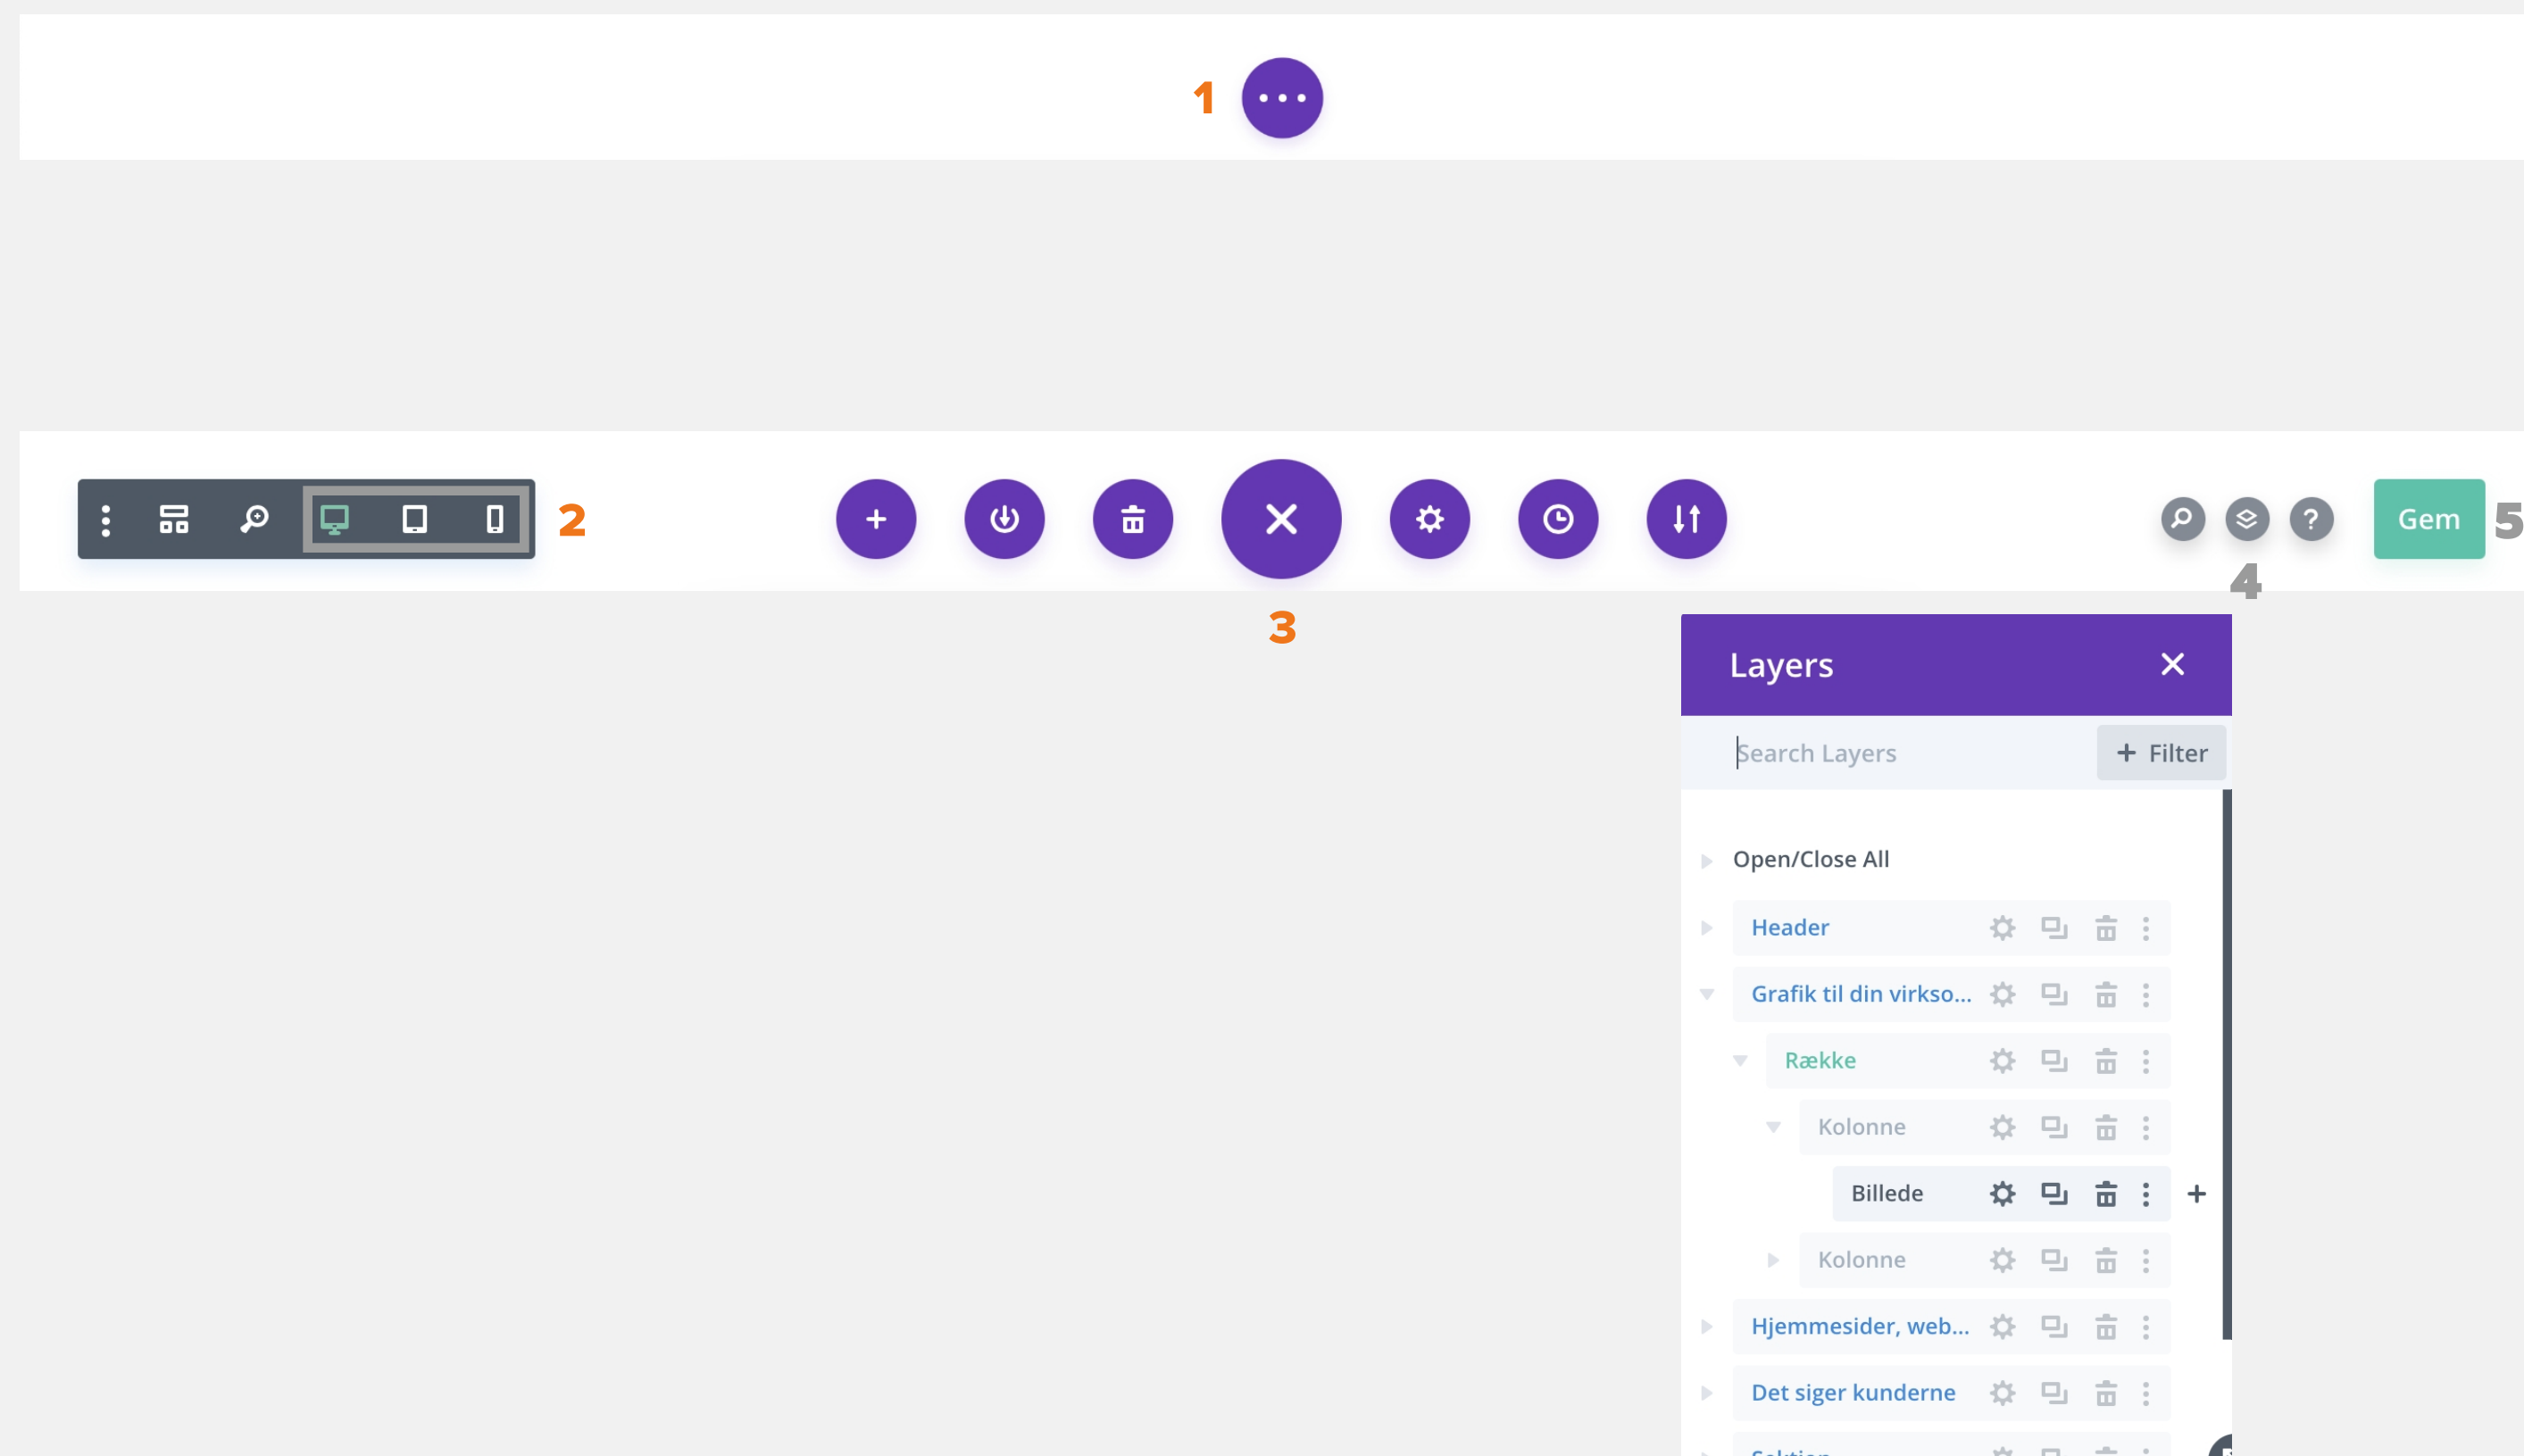 1
2
Gem
5
4
3
Layers
Search Layers
+ Filter
Open/Close All
Header
Grafik til din virkso...
Række
Kolonne
Billede
Kolonne
Hjemmesider, web...
Det siger kunderne